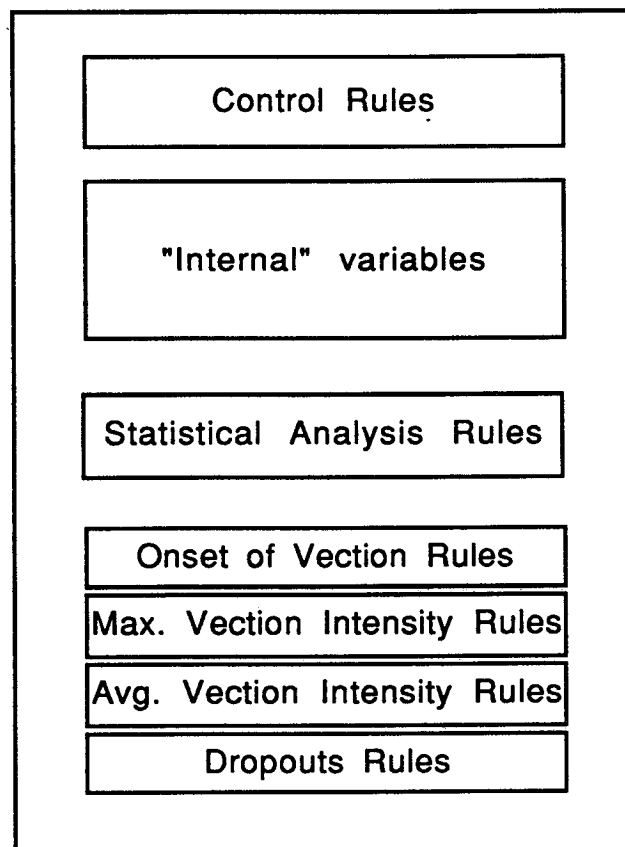 Control Rules
"Internal" variables
Statistical Analysis Rules
Onset of Vection Rules
Max. Vection Intensity Rules
Avg. Vection Intensity Rules
Dropouts Rules